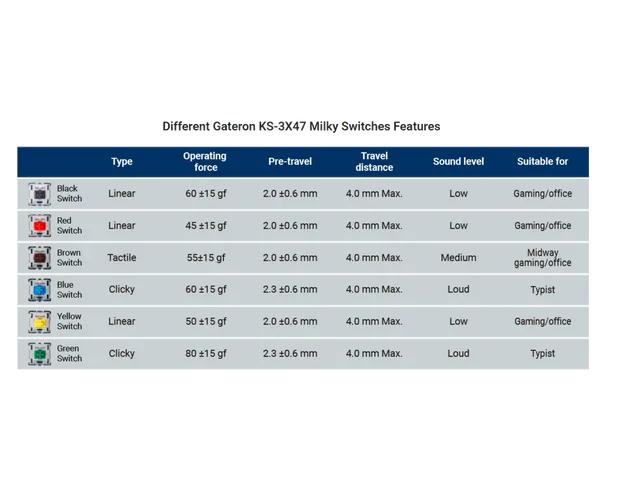 Different Gateron KS-3X47 Milky Switches Features
Type Operating force Pre-travel Travel distance Sound level Suitable for
Black Switch Linear 60 ±15 gf 2.0 ±0.6 mm 4.0 mm Max. Low Gaming/office
Red Switch Linear 45 ±15 gf 2.0 ±0.6 mm 4.0 mm Max. Low Gaming/office
Brown Switch Tactile 55±15 gf 2.0 ±0.6 mm 4.0 mm Max. Medium Midway gaming/office
Blue Switch Clicky 60 ±15 gf 2.3 ±0.6 mm 4.0 mm Max. Loud Typist
Yellow Switch Linear 50 ±15 gf 2.0 ±0.6 mm 4.0 mm Max. Low Gaming/office
Green Switch Clicky 80 ±15 gf 2.3 ±0.6 mm 4.0 mm Max. Loud Typist